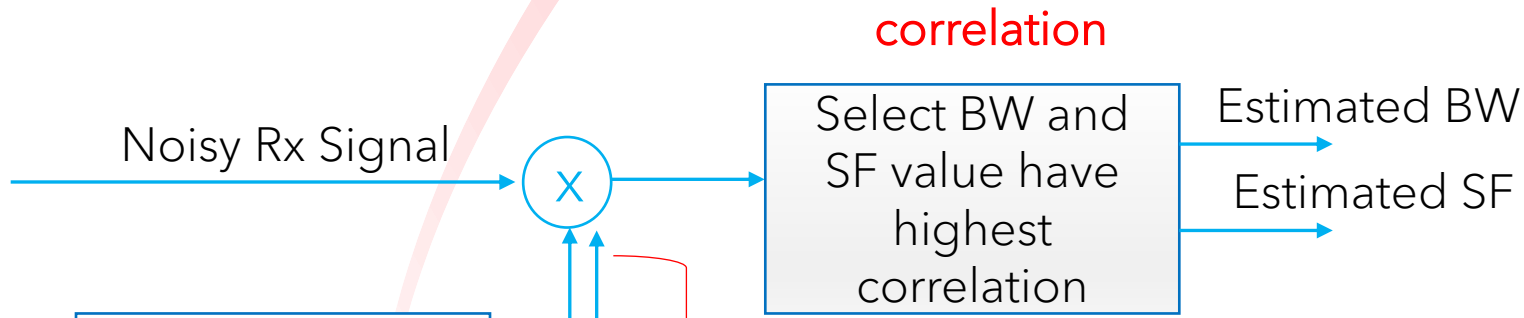 correlation
Noisy Rx Signal
X
Select BW and
SF value have
highest
correlation
Estimated BW
Estimated SF